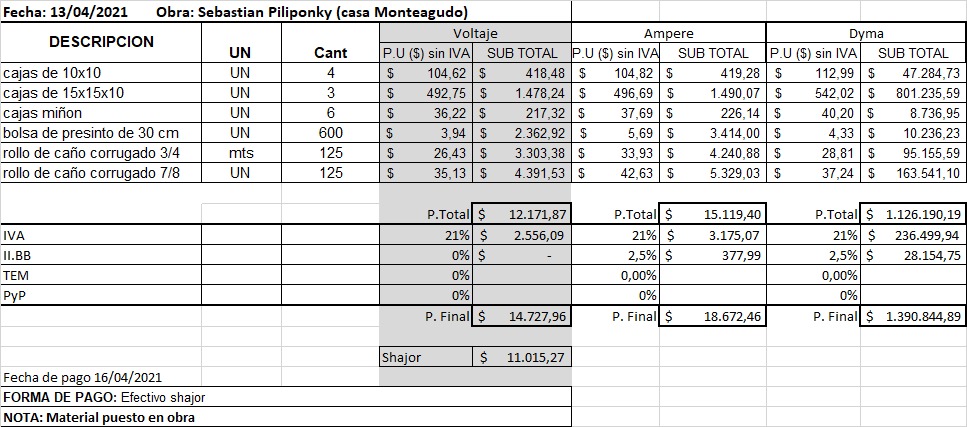 Fecha: 13/04/2021 Obra: Sebastian Piliponky (casa Monteagudo)
DESCRIPCION UN Cant Voltaje Ampere Dyma
P.U ($) sin IVA SUB TOTAL P.U ($) sin IVA SUB TOTAL P.U ($) sin IVA SUB TOTAL
cajas de 10x10 UN 4 $ 104,62 $ 418,48 $ 104,82 $ 419,28 $ 112,99 $ 47.284,73
cajas de 15x15x10 UN 3 $ 492,75 $ 1.478,24 $ 496,69 $ 1.490,07 $ 542,02 $ 801.235,59
cajas miñon UN 6 $ 36,22 $ 217,32 $ 37,69 $ 226,14 $ 40,20 $ 8.736,95
bolsa de presinto de 30 cm UN 600 $ 3,94 $ 2.362,92 $ 5,69 $ 3.414,00 $ 4,33 $ 10.236,23
rollo de caño corrugado 3/4 mts 125 $ 26,43 $ 3.303,38 $ 33,93 $ 4.240,88 $ 28,81 $ 95.155,59
rollo de caño corrugado 7/8 UN 125 $ 35,13 $ 4.391,53 $ 42,63 $ 5.329,03 $ 37,24 $ 163.541,10
P.Total $ 12.171,87 P.Total $ 15.119,40 P.Total $ 1.126.190,19
IVA 21% $ 2.556,09 21% $ 3.175,07 21% $ 236.499,94
II.BB 0% $ - 2,5% $ 377,99 2,5% $ 28.154,75
TEM 0% 0,00% 0,00%
PyP 0% 0% 0%
P. Final $ 14.727,96 P. Final $ 18.672,46 P. Final $ 1.390.844,89
Shajor $ 11.015,27
Fecha de pago 16/04/2021
FORMA DE PAGO: Efectivo shajor
NOTA: Material puesto en obra